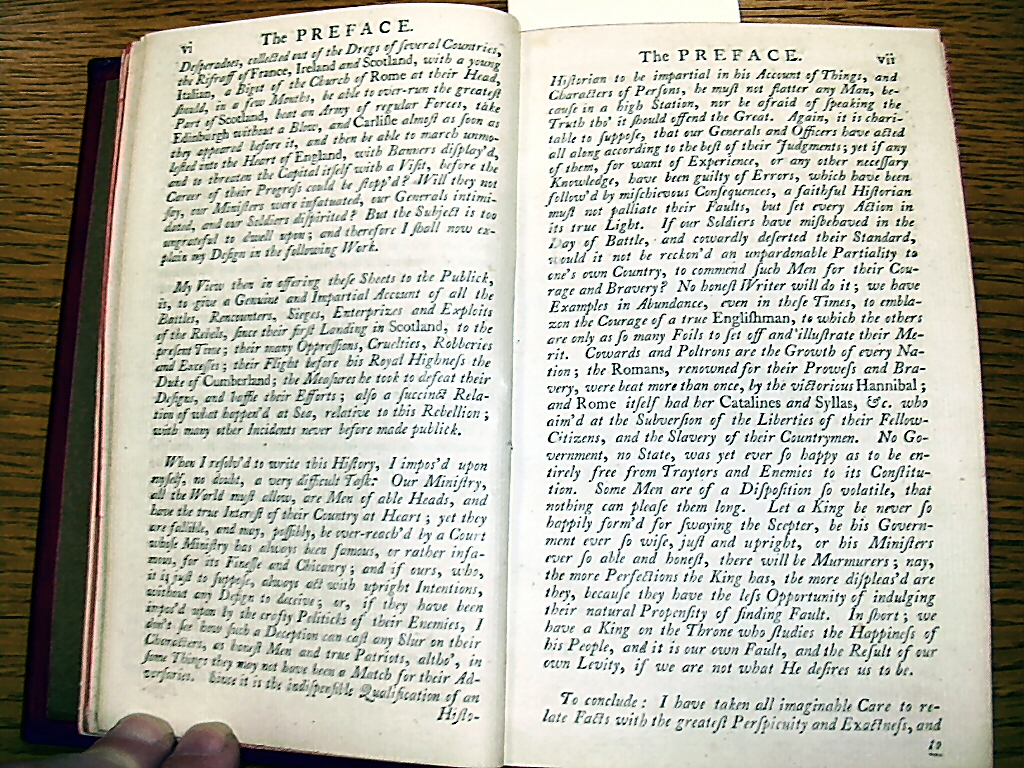 vi
The PREFACE.
Desperadoes, collected out of the Dregs of several Countries,
the Rifraff of France, Ireland and Scotland, with a young
Italian, a Bigot of the Church of Rome at their Head,
should, in a few Months, be able to over-run the greatest
Part of Scotland, beat an Army of regular Forces, take
Edinburgh without a Blow, and Carlisle almost as soon as
they appeared before it, and then be able to march unmo-
lested into the Heart of England, with Banners display'd,
and to threaten the Capital itself with a Visit, before the
Career of their Progress could be stopp'd? Will they not
say, our Ministers were infatuated, our Generals intimi-
dated, and our Soldiers dispirited? But the Subject is too
ungrateful to dwell upon; and therefore I shall now ex-
plain my Design in the following Work.
My View then in offering these Sheets to the Publick,
is, to give a Genuine and Impartial Account of all the
Battles, Rencounters, Sieges, Enterprizes and Exploits
of the Rebels, since their first Landing in Scotland, to the
present Time; their many Oppressions, Cruelties, Robberies
and Excesses; their Flight before his Royal Highness the
Duke of Cumberland; the Measures he took to defeat their
Designs, and baffle their Efforts; also a succinct Rela-
tion of what happen'd at Sea, relative to this Rebellion;
with many other Incidents never before made publick.
When I resolv'd to write this History, I impos'd upon
myself, no doubt, a very difficult Task: Our Ministry,
all the World must allow, are Men of able Heads, and
have the true Interest of their Country at Heart; yet they
are fallible, and may, possibly, be over-reach'd by a Court
whose Ministry has always been famous, or rather infa-
mous, for its Finesse and Chicanry; and if ours, who,
it is just to suppose, always act with upright Intentions,
without any Design to deceive; or, if they have been
impos'd upon by the crafty Politicks of their Enemies, I
don't see how such a Deception can cast any Slur on their
Characters, as honest Men and true Patriots, altho', in
some Things they may not have been a Match for their Ad-
versaries. Since it is the indispensible Qualification of an
Histo-
The PREFACE.
vii
Historian to be impartial in his Account of Things, and
Characters of Persons, he must not flatter any Man, be-
cause in a high Station, nor be afraid of speaking the
Truth tho' it should offend the Great. Again, it is chari-
table to suppose, that our Generals and Officers have acted
all along according to the best of their Judgments; yet if any
of them, for want of Experience, or any other necessary
Knowledge, have been guilty of Errors, which have been
follow'd by mischievous Consequences, a faithful Historian
must not palliate their Faults, but set every Action in
its true Light. If our Soldiers have misbehaved in the
Day of Battle, and cowardly deserted their Standard,
would it not be reckon'd an unpardonable Partiality to
one's own Country, to commend such Men for their Cou-
rage and Bravery? No honest Writer will do it; we have
Examples in Abundance, even in these Times, to embla-
zon the Courage of a true Englishman, to which the others
are only as so many Foils to set off and illustrate their Me-
rit. Cowards and Poltrons are the Growth of every Na-
tion; the Romans, renowned for their Prowess and Bra-
very, were beat more than once, by the victorious Hannibal;
and Rome itself had her Catalines and Syllas, &c. who
aim'd at the Subversion of the Liberties of their Fellow-
Citizens, and the Slavery of their Countrymen. No Go-
vernment, no State, was yet ever so happy as to be en-
tirely free from Traytors and Enemies to its Constitu-
tion. Some Men are of a Disposition so volatile, that
nothing can please them long. Let a King be never so
happily form'd for swaying the Scepter, be his Govern-
ment ever so wise, just and upright, or his Ministers
ever so able and honest, there will be Murmurers; nay,
the more Perfections the King has, the more displeas'd are
they, because they have the less Opportunity of indulging
their natural Propensity of finding Fault. In short; we
have a King on the Throne who studies the Happiness of
his People, and it is our own Fault, and the Result of our
own Levity, if we are not what He desires us to be.
To conclude: I have taken all imaginable Care to re-
late Facts with the greatest Perspicuity and Exactness, and
to